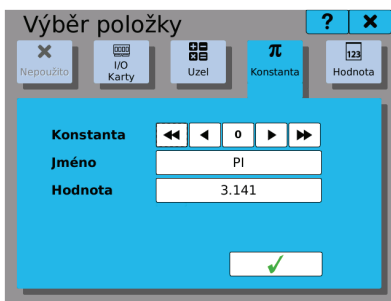 Výběr položky
?
Nepoužito
I/O
Karty
Uzel
π
Konstanta
123
Hodnota
Konstanta 0
Jméno PI
Hodnota 3.141